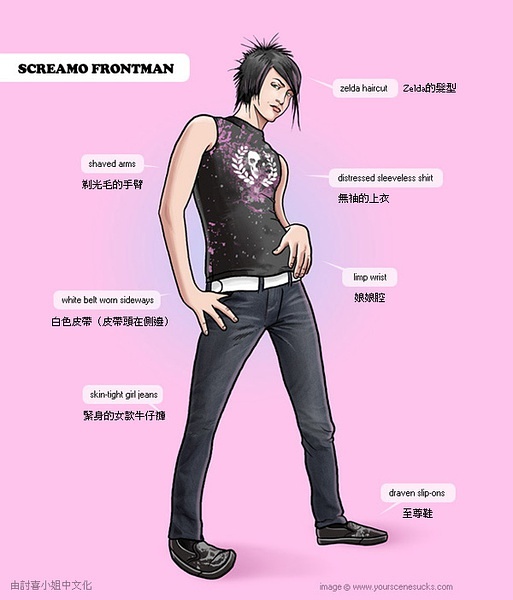 SCREAMO FRONTMAN
zelda haircut Zelda的髮型
shaved arms
剃光毛的手臂
distressed sleeveless shirt
無袖的上衣
limp wrist
娘娘腔
white belt worn sideways
白色皮帶（皮帶頭在側邊）
skin-tight girl jeans
緊身的女款牛仔褲
draven slip-ons
至尊鞋
由討喜小姐中文化
image © www.yourscenesucks.com